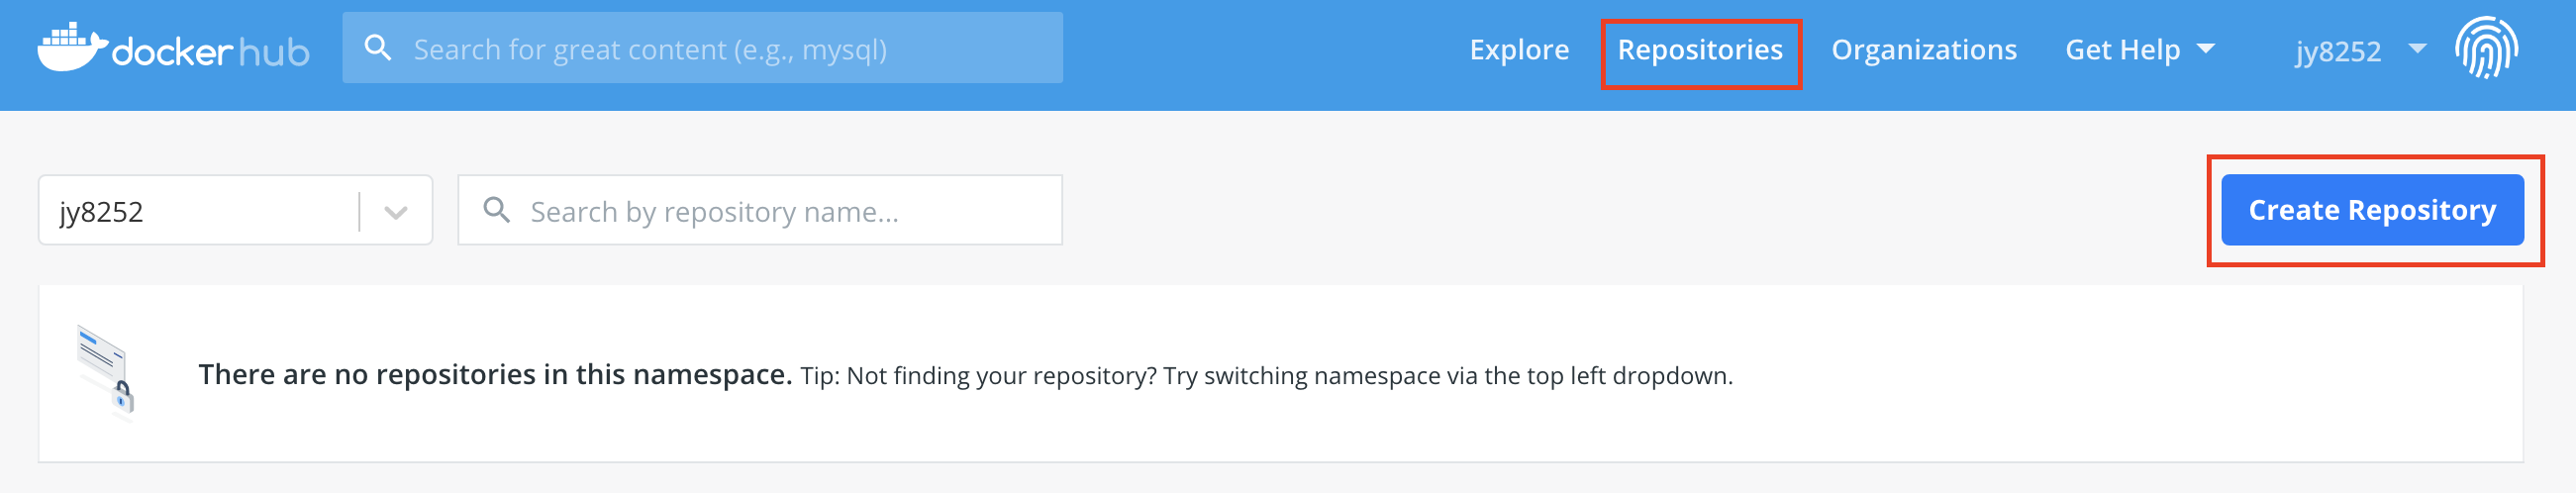 dockerhub
Search for great content (e.g., mysql)
Explore
Repositories
Organizations
Get Help
jy8252
jy8252
Search by repository name...
Create Repository
There are no repositories in this namespace. Tip: Not finding your repository? Try switching namespace via the top left dropdown.